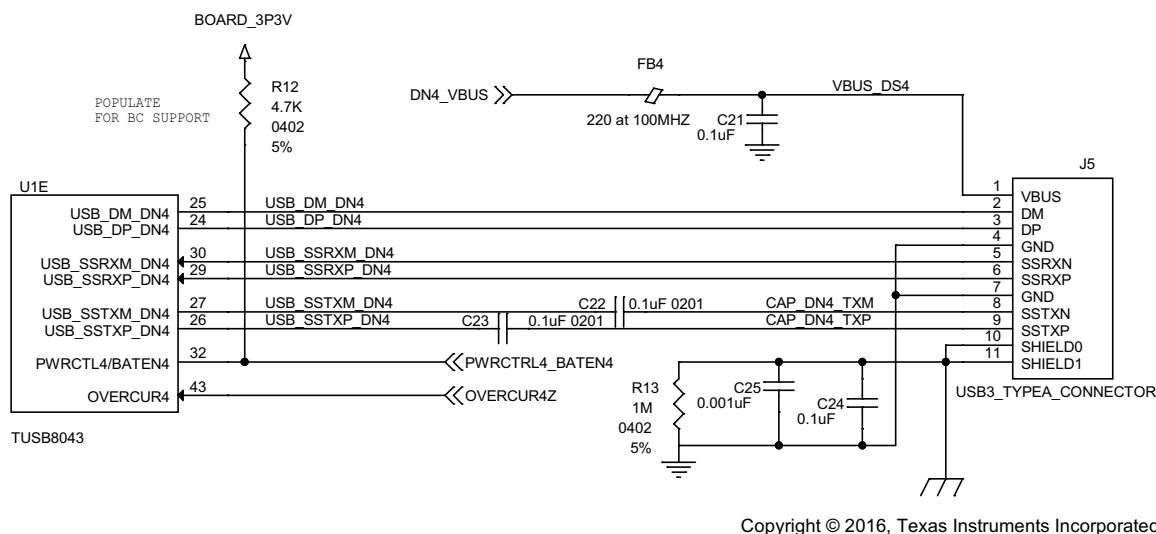 BOARD_3P3V
POPULATE
FOR BC SUPPORT
R12
4.7K
0402
5%
DN4_VBUS
FB4
220 at 100MHZ
VBUS_DS4
C21
0.1uF
U1E
USB_DM_DN4 25 USB_DM_DN4
USB_DP_DN4 24 USB_DP_DN4
USB_SSRXM_DN4 30 USB_SSRXM_DN4
USB_SSRXP_DN4 29 USB_SSRXP_DN4
USB_SSTXM_DN4 27 USB_SSTXM_DN4 C22 0.1uF 0201 CAP_DN4_TXM
USB_SSTXP_DN4 26 USB_SSTXP_DN4 C23 0.1uF 0201 CAP_DN4_TXP
PWRCTL4/BATEN4 32 PWRCTRL4_BATEN4
OVERCUR4 43 OVERCUR4Z
TUSB8043
J5
1 VBUS
2 DM
3 DP
4 GND
5 SSRXN
6 SSRXP
7 GND
8 SSTXN
9 SSTXP
10 SHIELD0
11 SHIELD1
USB3_TYPEA_CONNECTOR
R13
1M
0402
5%
C25
0.001uF
C24
0.1uF
Copyright © 2016, Texas Instruments Incorporated